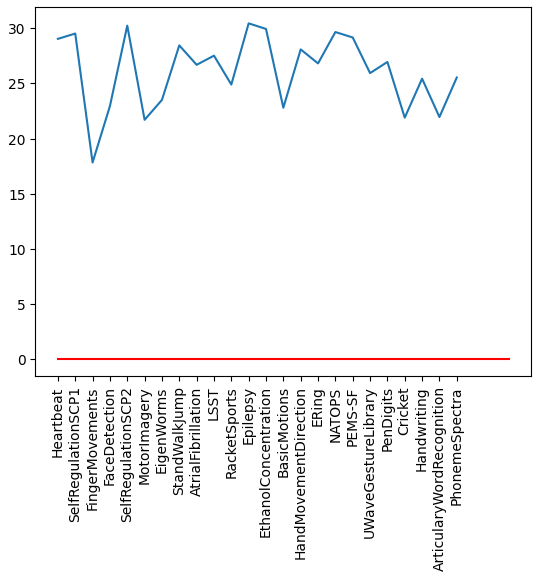 30
25
20
15
10
5
0
Heartbeat
SelfRegulationSCP1
FingerMovements
FaceDetection
SelfRegulationSCP2
MotorImagery
EigenWorms
StandWalkJump
AtrialFibrillation
LSST
RacketSports
Epilepsy
EthanolConcentration
BasicMotions
HandMovementDirection
ERing
NATOPS
PEMS-SF
UWaveGestureLibrary
PenDigits
Cricket
Handwriting
ArticularyWordRecognition
PhonemeSpectra